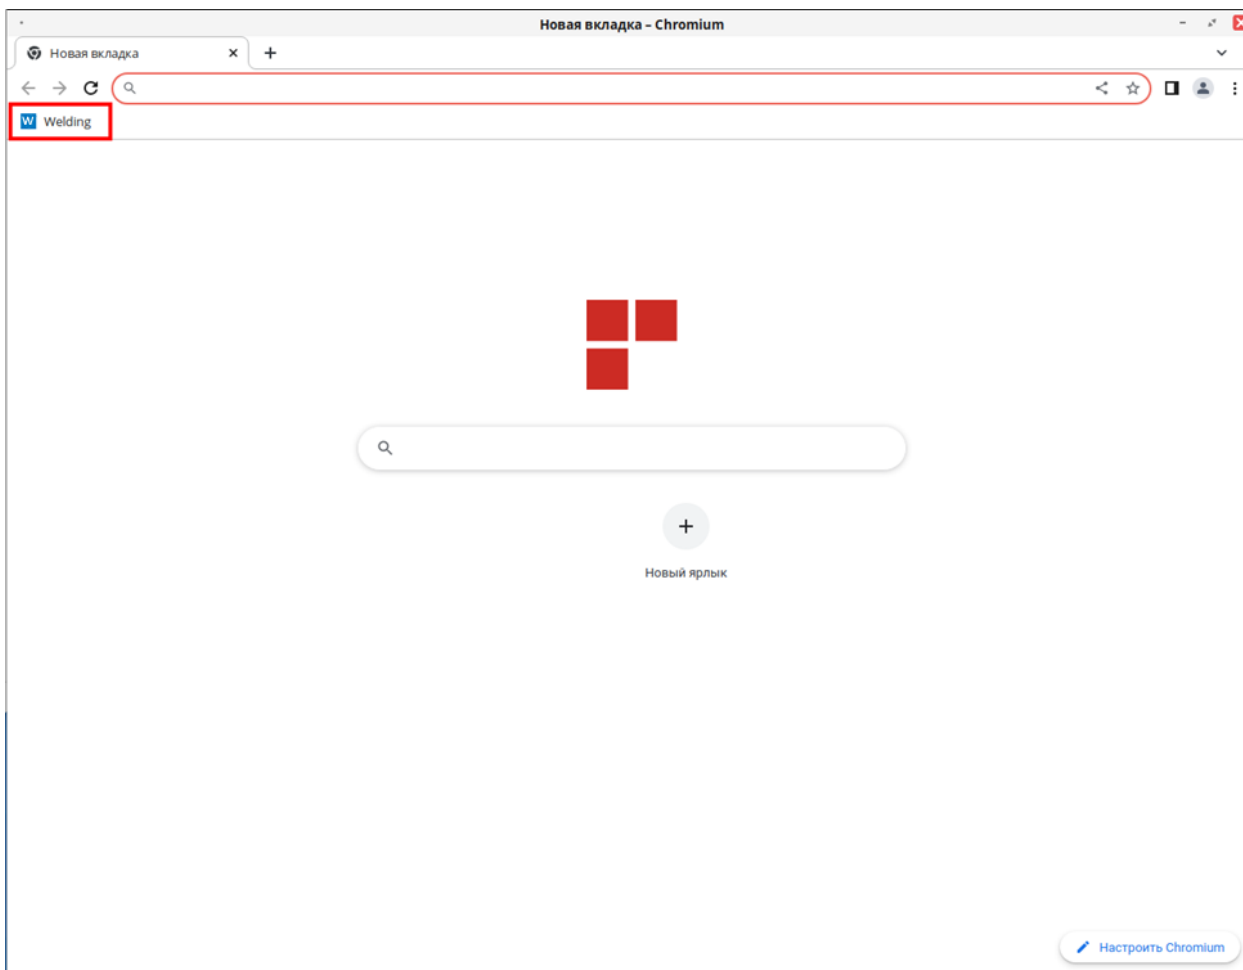 Новая вкладка – Chromium
Новая вкладка
W Welding
Новый ярлык
Настроить Chromium